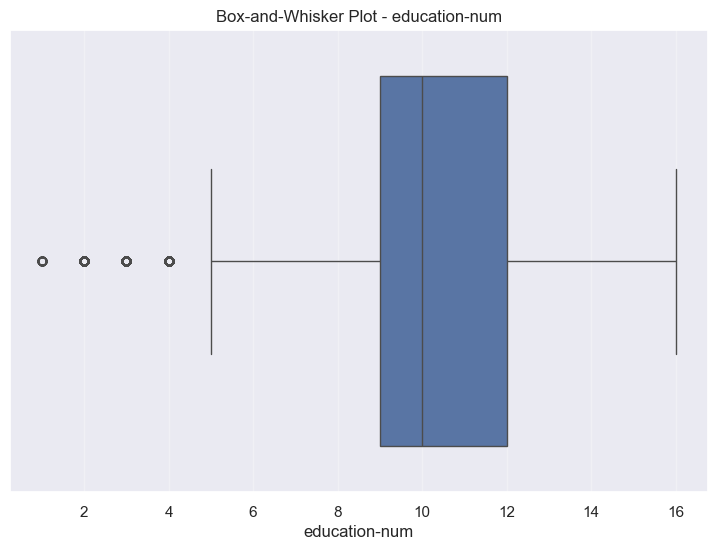 Box-and-Whisker Plot - education-num
2 4 6 8 10 12 14 16
education-num